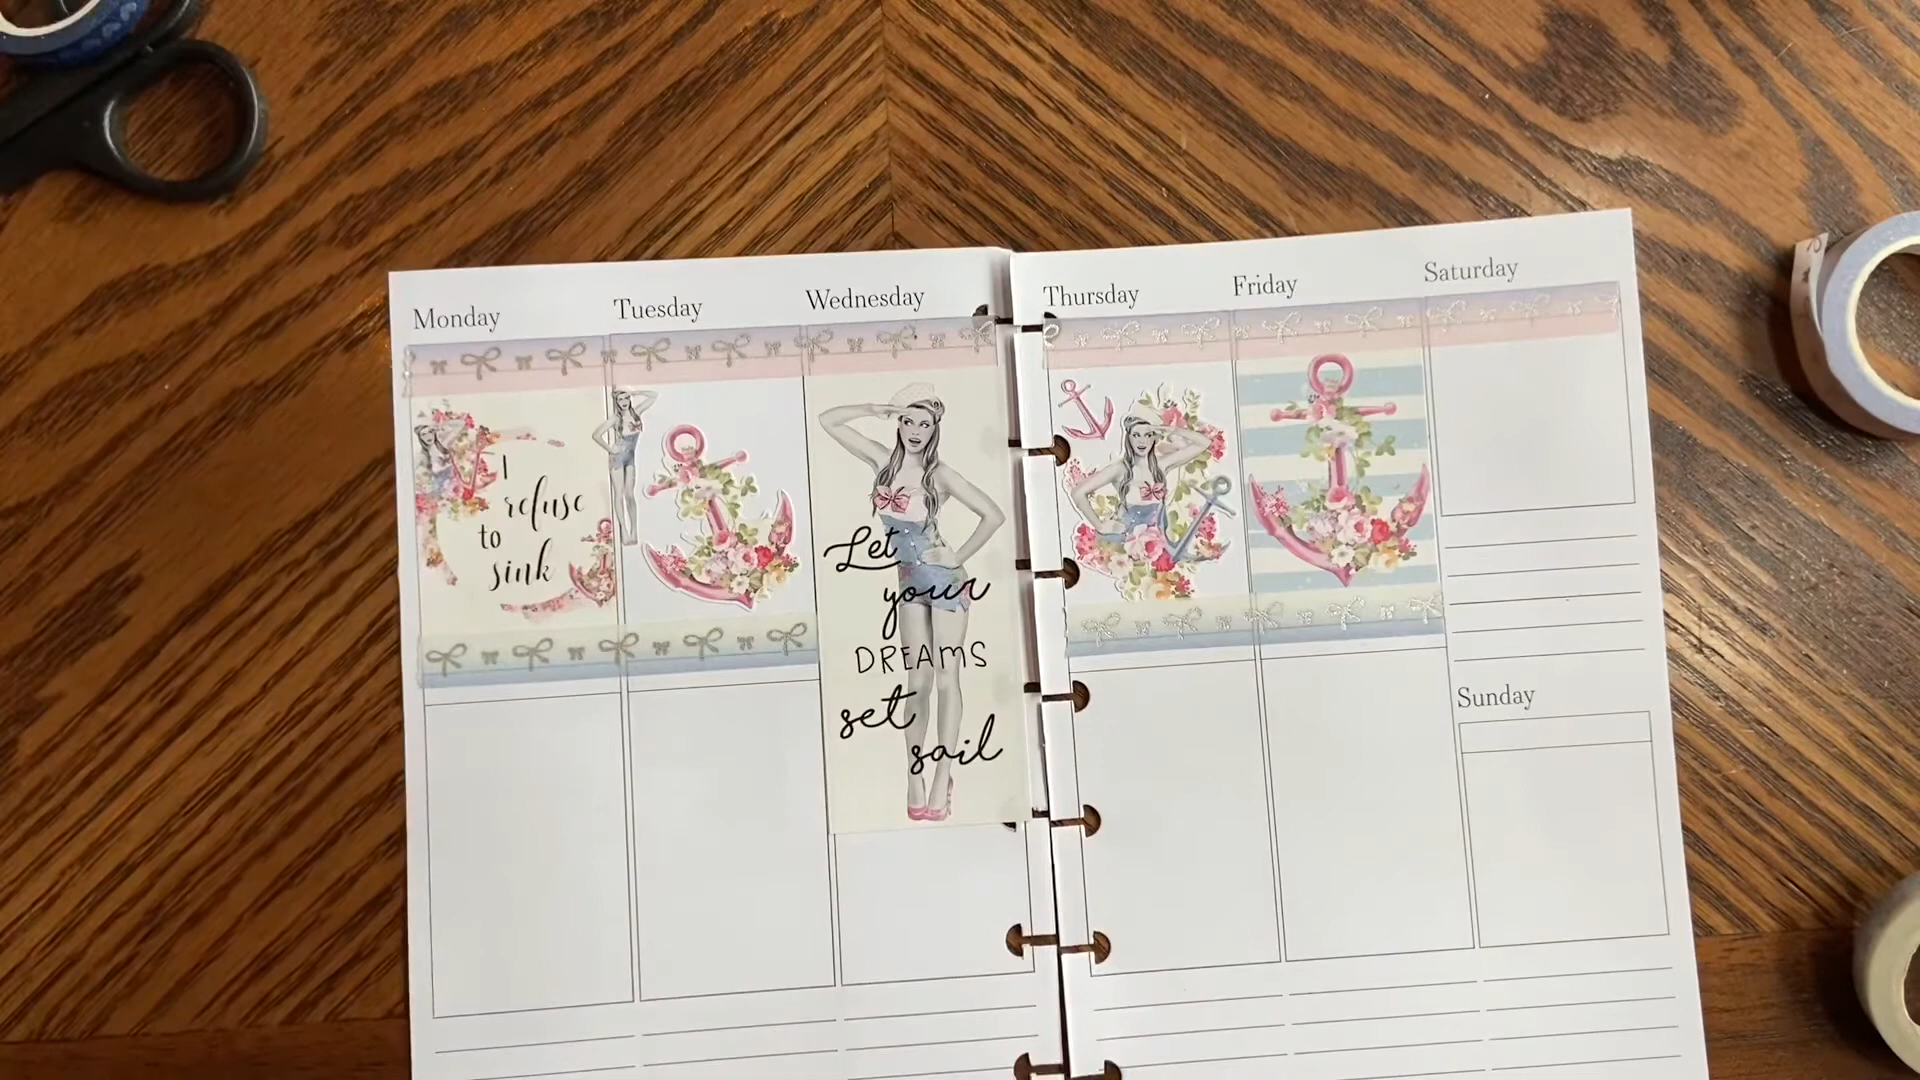 Monday
Tuesday
Wednesday
Thursday
Friday
Saturday
I
refuse
to
sink
Let
your
DREAMS
set
sail
Sunday